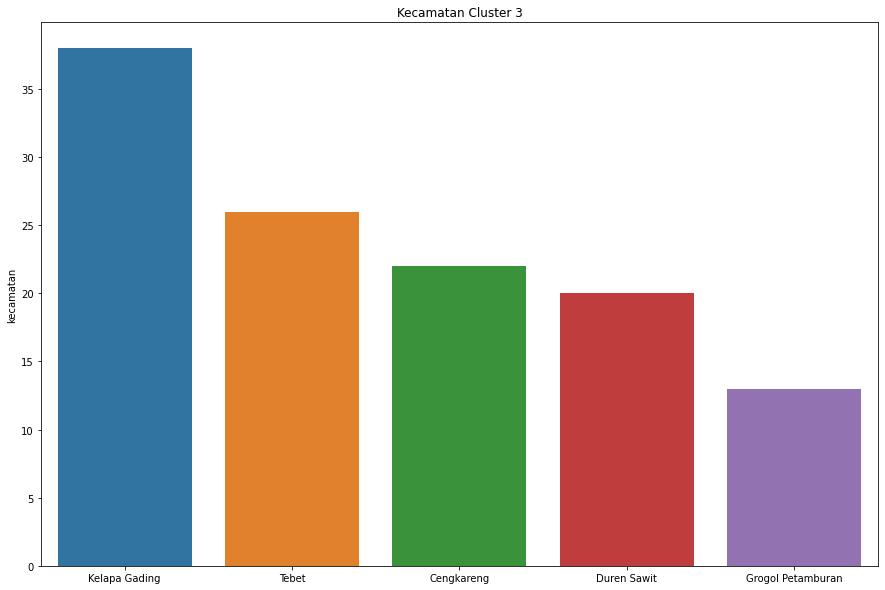 Kecamatan Cluster 3
kecamatan
35
30
25
20
15
10
5
0
Kelapa Gading
Tebet
Cengkareng
Duren Sawit
Grogol Petamburan